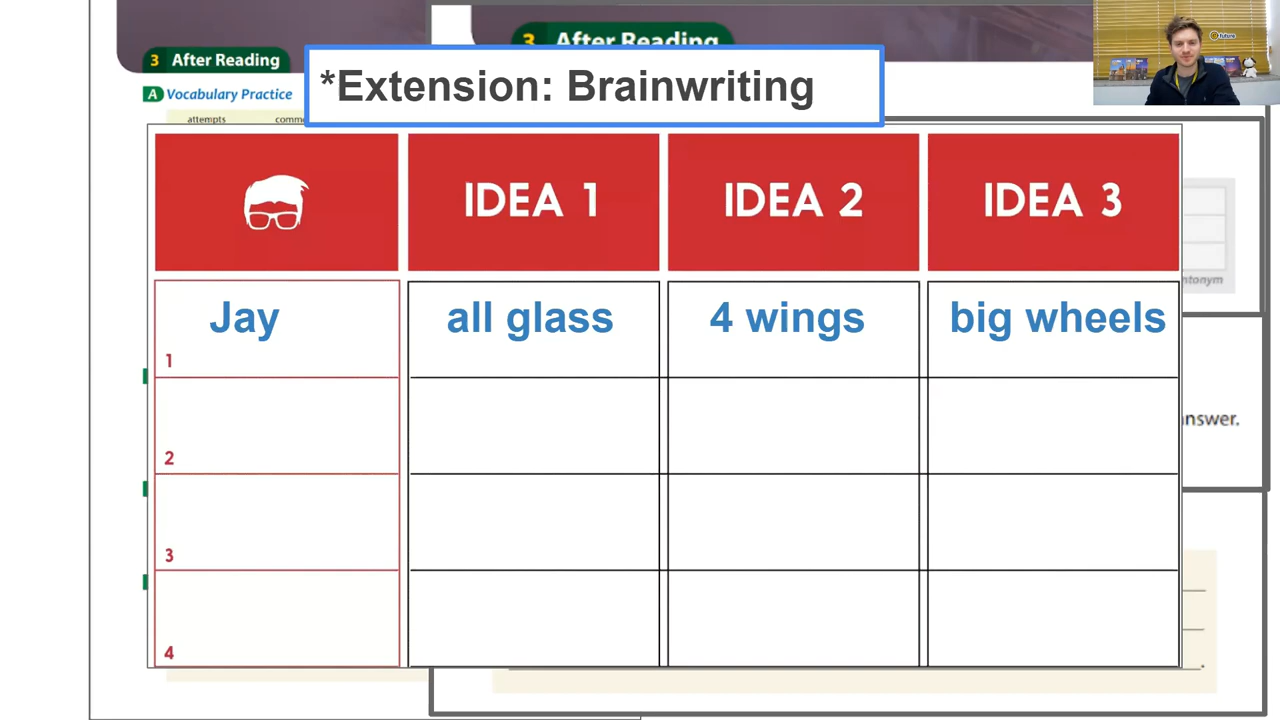 3 After Reading
3 After Reading
*Extension: Brainwriting
A Vocabulary Practice
attempts
future
IDEA 1 IDEA 2 IDEA 3
ntonym
Jay all glass 4 wings big wheels
1
2
nswer.
3
4